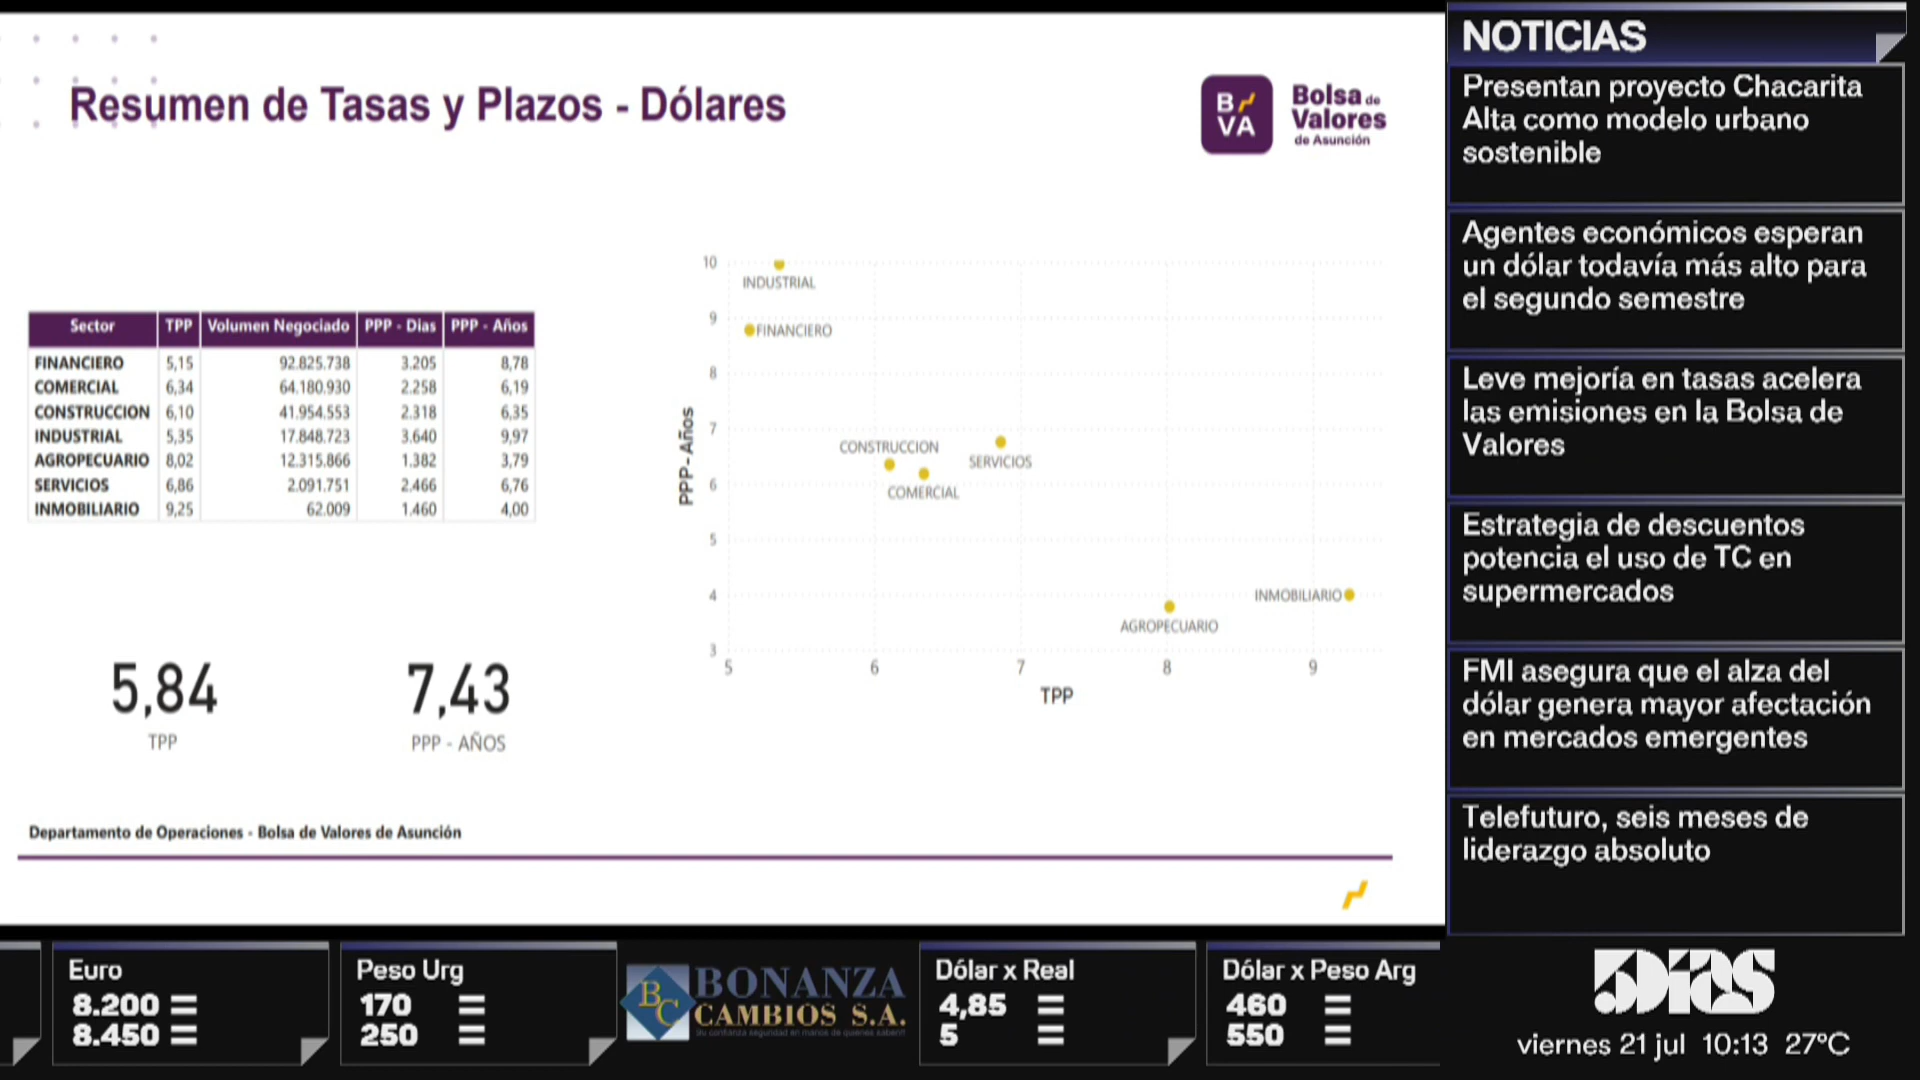 Resumen de Tasas y Plazos - Dólares
B VA
Bolsa de
Valores
de Asunción
Sector TPP Volumen Negociado PPP - Dias PPP - Años
FINANCIERO 5,15 92.825.738 3.205 8,78
COMERCIAL 6,34 64.180.930 2.258 6,19
CONSTRUCCION 6,10 41.954.553 2.318 6,35
INDUSTRIAL 5,35 17.848.723 3.640 9,97
AGROPECUARIO 8,02 12.315.866 1.382 3,79
SERVICIOS 6,86 2.091.751 2.466 6,76
INMOBILIARIO 9,25 62.009 1.460 4,00
5,84
TPP
7,43
PPP - AÑOS
PPP - Años
10
9
8
7
6
5
4
3
INDUSTRIAL
FINANCIERO
CONSTRUCCION
SERVICIOS
COMERCIAL
INMOBILIARIO
AGROPECUARIO
5 6 7 8 9
TPP
Departamento de Operaciones - Bolsa de Valores de Asunción
NOTICIAS
Presentan proyecto Chacarita
Alta como modelo urbano
sostenible
Agentes económicos esperan
un dólar todavía más alto para
el segundo semestre
Leve mejoría en tasas acelera
las emisiones en la Bolsa de
Valores
Estrategia de descuentos
potencia el uso de TC en
supermercados
FMI asegura que el alza del
dólar genera mayor afectación
en mercados emergentes
Telefuturo, seis meses de
liderazgo absoluto
Euro
8.200
8.450
Peso Urg
170
250
BC
BONANZA
CAMBIOS S.A.
Su confianza seguridad en manos de quienes saben!!
Dólar x Real
4,85
5
Dólar x Peso Arg
460
550
5DÍAS
viernes 21 jul 10:13 27°C